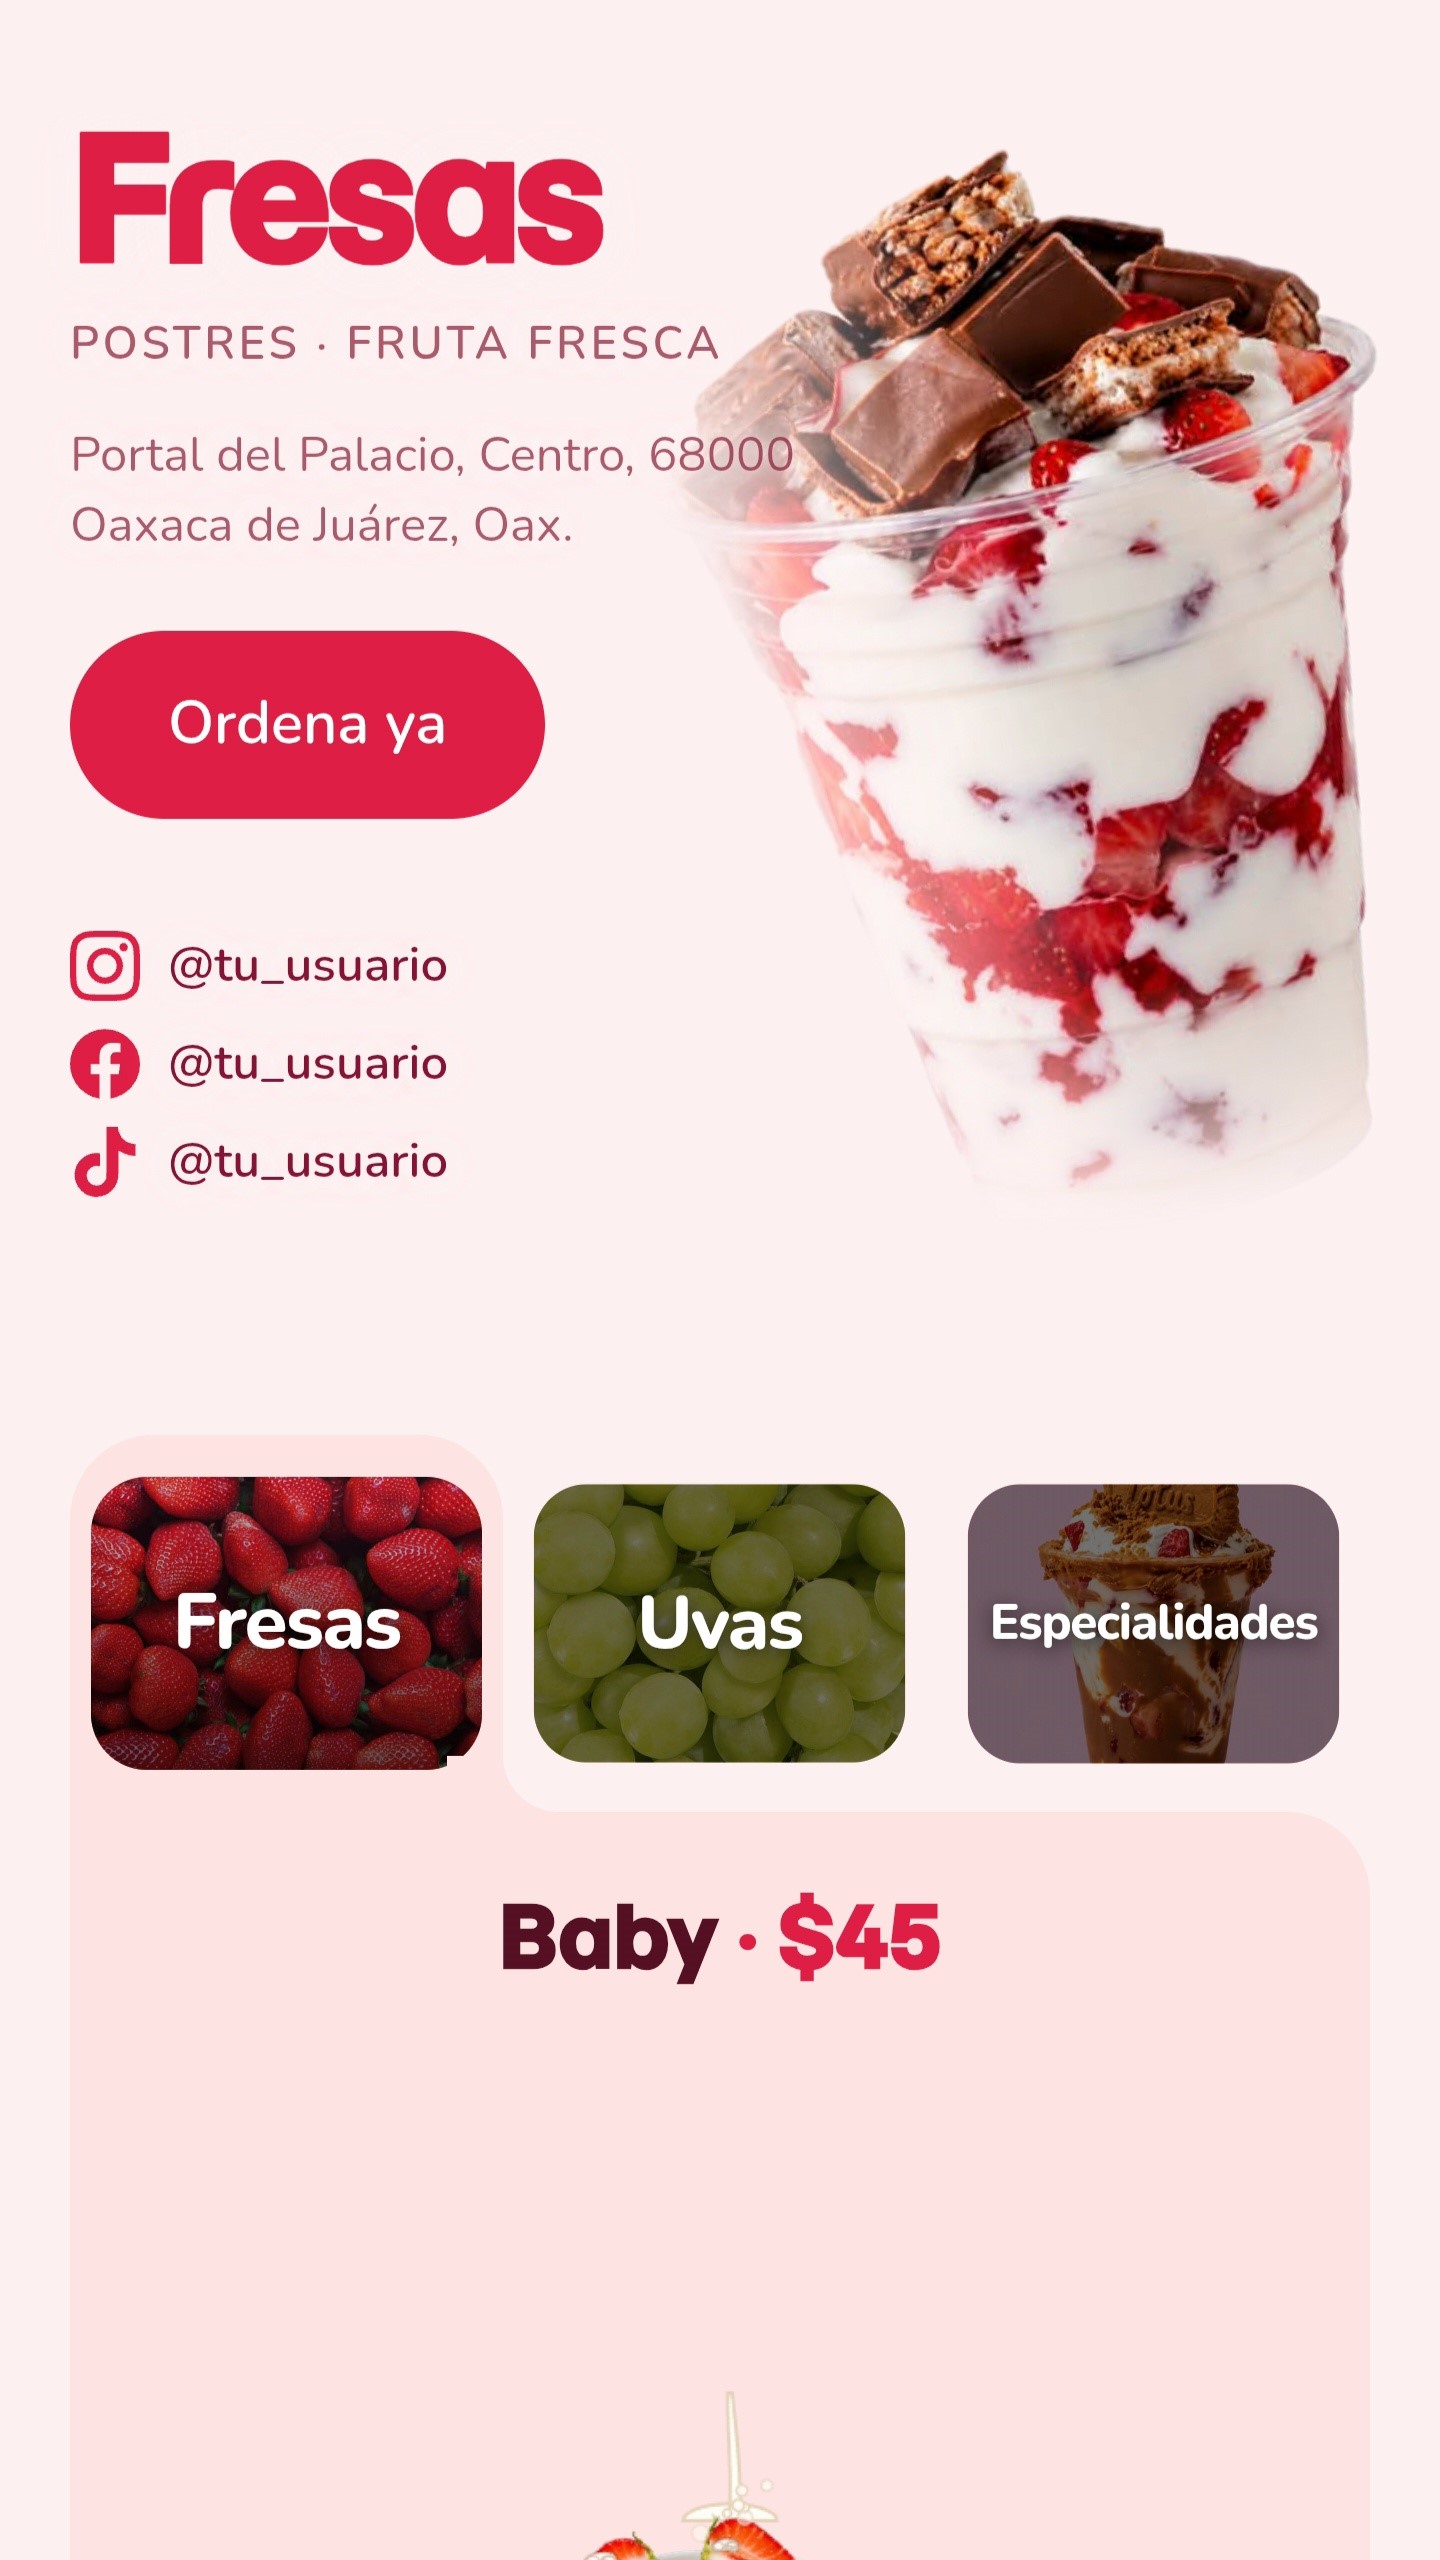 Fresas
POSTRES · FRUTA FRESCA
Portal del Palacio, Centro, 68000
Oaxaca de Juárez, Oax.
Ordena ya
@tu_usuario
@tu_usuario
@tu_usuario
Fresas
Uvas
Especialidades
lotus
Baby · $45